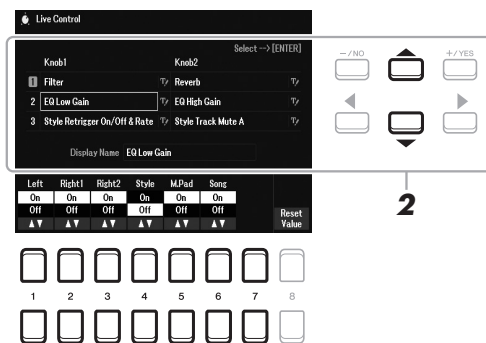 Live Control
Select --> [ENTER]
Knob1 Knob2
1 Filter Reverb
2 EQ Low Gain EQ High Gain
3 Style Retrigger On/Off & Rate Style Track Mute A
Display Name EQ Low Gain
Left Right1 Right2 Style M.Pad Song
On On On On On On
Off Off Off Off Off Off Reset
Value
−/NO +/YES
2
1 2 3 4 5 6 7 8